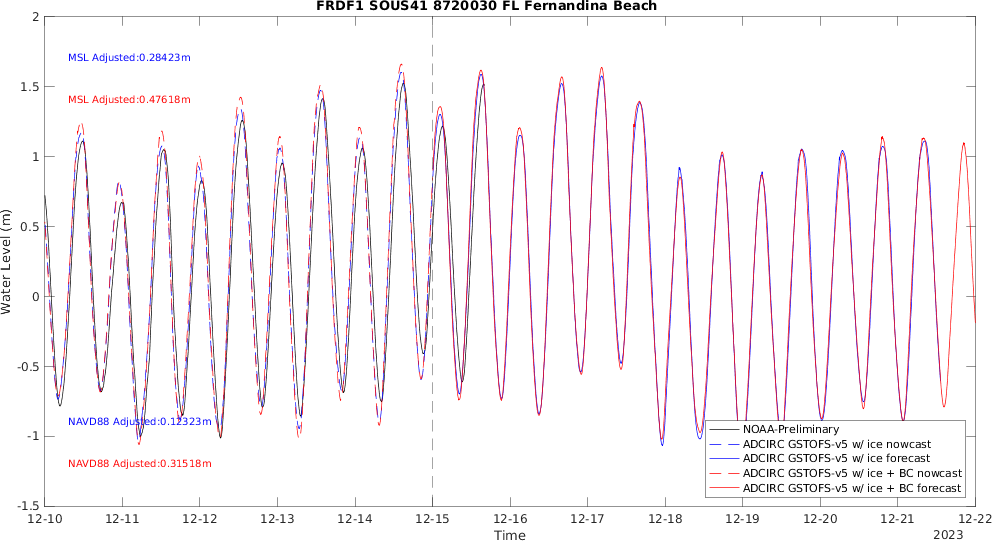 FRDF1 SOUS41 8720030 FL Fernandina Beach
MSL Adjusted:0.28423m
MSL Adjusted:0.47618m
NAVD88 Adjusted:0.12323m
NAVD88 Adjusted:0.31518m
Water Level (m)
2
1.5
1
0.5
0
-0.5
-1
-1.5
NOAA-Preliminary
ADCIRC GSTOFS-v5 w/ ice nowcast
ADCIRC GSTOFS-v5 w/ ice forecast
ADCIRC GSTOFS-v5 w/ ice + BC nowcast
ADCIRC GSTOFS-v5 w/ ice + BC forecast
12-10 12-11 12-12 12-13 12-14 12-15 12-16 12-17 12-18 12-19 12-20 12-21 12-22
Time
2023